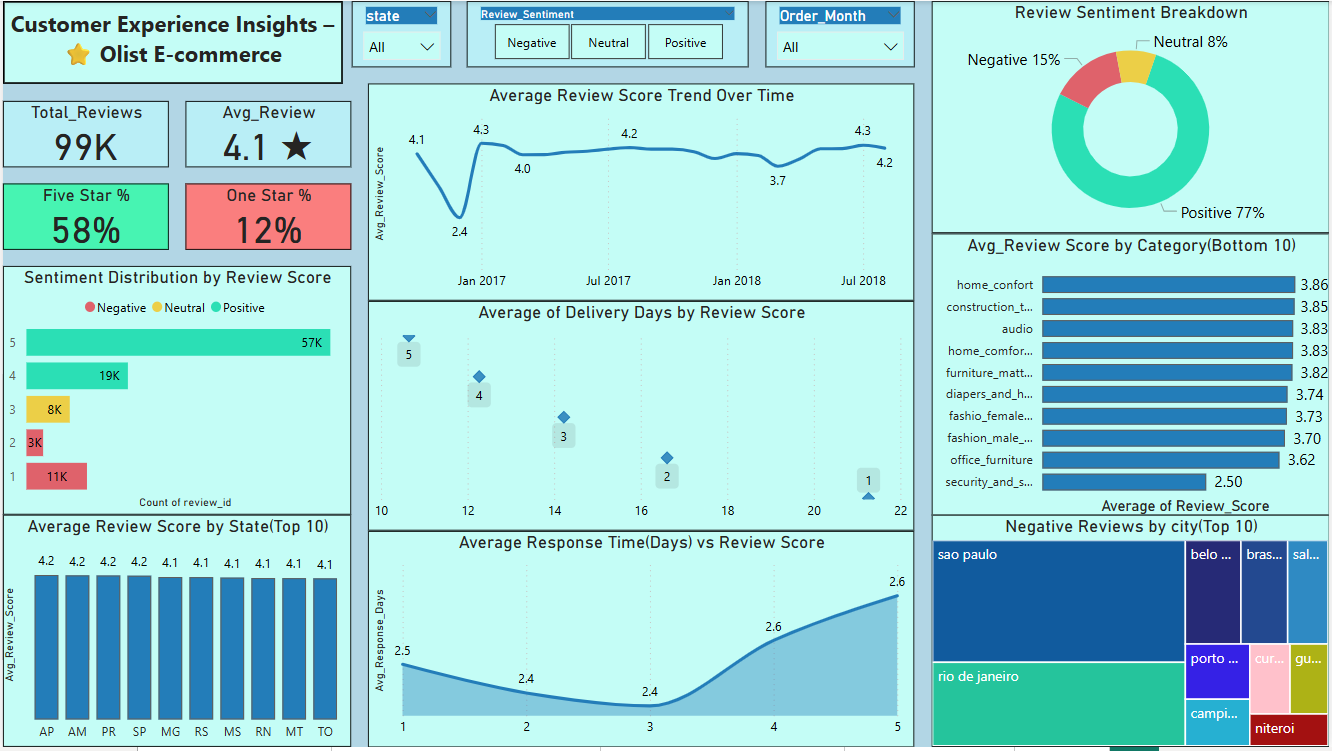 Customer Experience Insights –
⭐ Olist E-commerce
state
All
Review_Sentiment
Negative
Neutral
Positive
Order_Month
All
Total_Reviews
99K
Avg_Review
4.1 ★
Five Star %
58%
One Star %
12%
Sentiment Distribution by Review Score
Negative Neutral Positive
5 57K
4 19K
3 8K
2 3K
1 11K
Count of review_id
Average Review Score by State(Top 10)
Avg_Review_Score
4.2 4.2 4.2 4.2 4.1 4.1 4.1 4.1 4.1 4.1
AP AM PR SP MG RS MS RN MT TO
Average Review Score Trend Over Time
Avg_Review_Score
4.1
2.4
4.3
4.0
4.2
3.7
4.3
4.2
Jan 2017 Jul 2017 Jan 2018 Jul 2018
Average of Delivery Days by Review Score
5
4
3
2
1
10 12 14 16 18 20 22
Average Response Time(Days) vs Review Score
Avg_Response_Days
2.5
2.4
2.4
2.6
2.6
1 2 3 4 5
Review Sentiment Breakdown
Neutral 8%
Negative 15%
Positive 77%
Avg_Review Score by Category(Bottom 10)
home_confort 3.86
construction_t... 3.85
audio 3.83
home_comfor... 3.83
furniture_matt... 3.82
diapers_and_h... 3.74
fashio_female... 3.73
fashion_male_... 3.70
office_furniture 3.62
security_and_s... 2.50
Average of Review_Score
Negative Reviews by city(Top 10)
sao paulo
rio de janeiro
belo ...
bras...
sal...
porto ...
cur...
gu...
campi...
niteroi